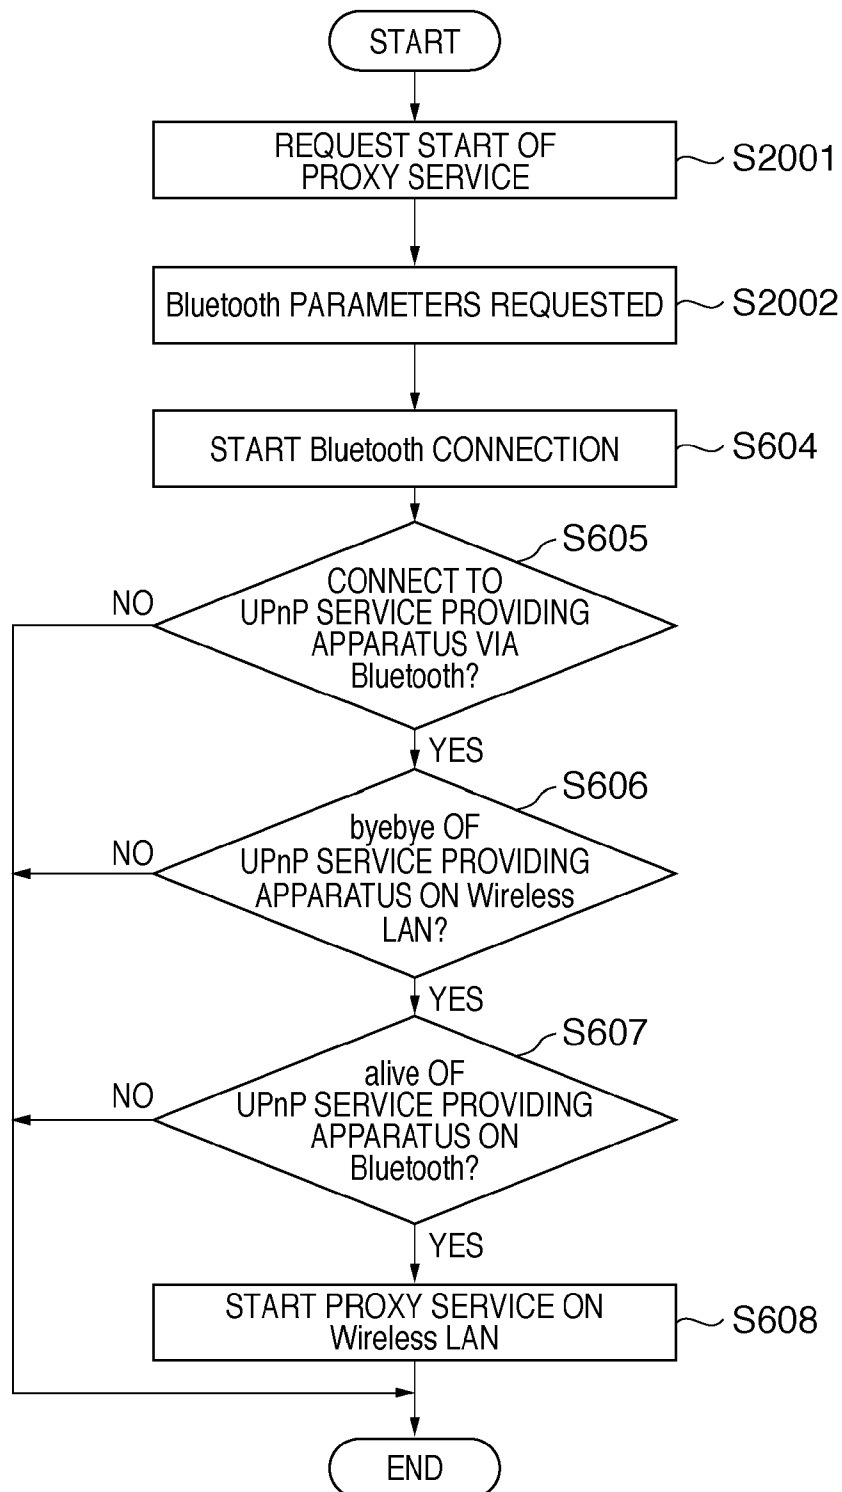 START
REQUEST START OF
PROXY SERVICE
S2001
Bluetooth PARAMETERS REQUESTED
S2002
START Bluetooth CONNECTION
S604
S605
CONNECT TO
UPnP SERVICE PROVIDING
APPARATUS VIA
Bluetooth?
NO
YES
S606
byebye OF
UPnP SERVICE PROVIDING
APPARATUS ON Wireless
LAN?
NO
YES
S607
alive OF
UPnP SERVICE PROVIDING
APPARATUS ON
Bluetooth?
NO
YES
START PROXY SERVICE ON
Wireless LAN
S608
END